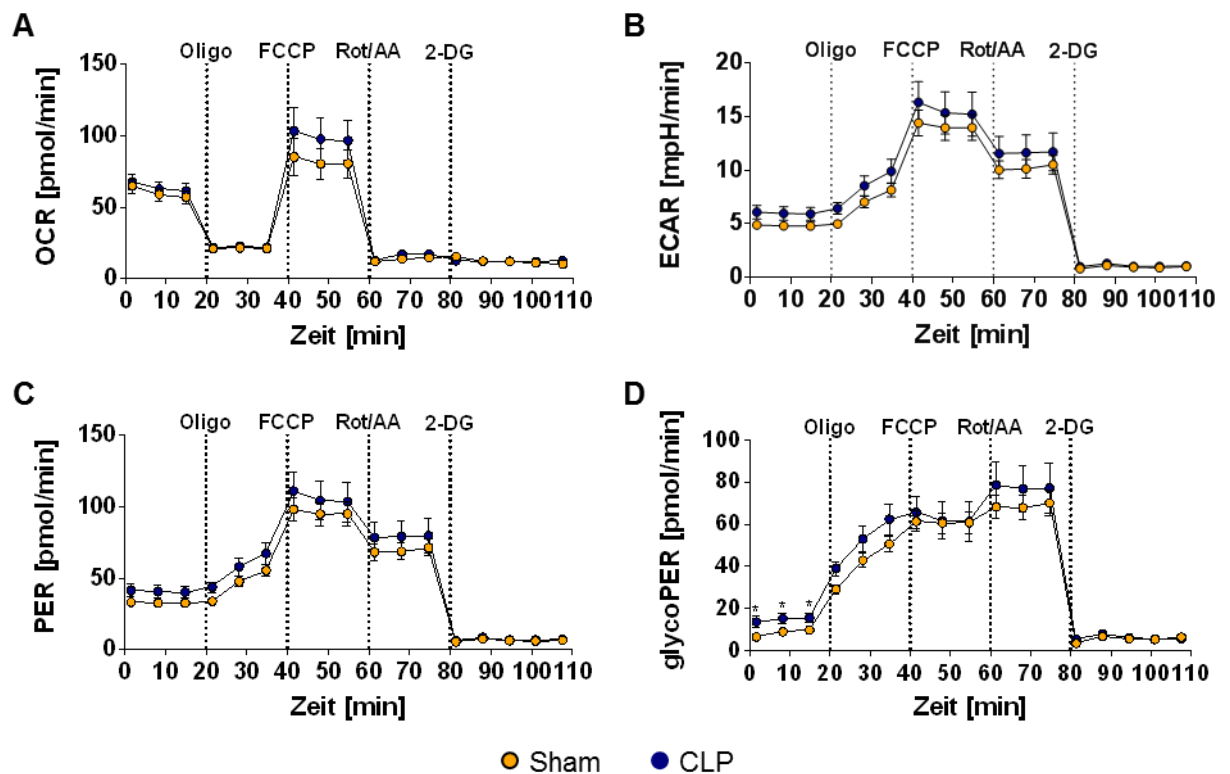 A
Oligo FCCP Rot/AA 2-DG
150
100
50
0
OCR [pmol/min]
0 10 20 30 40 50 60 70 80 90 100 110
Zeit [min]
B
Oligo FCCP Rot/AA 2-DG
20
15
10
5
0
ECAR [mpH/min]
0 10 20 30 40 50 60 70 80 90 100 110
Zeit [min]
C
Oligo FCCP Rot/AA 2-DG
150
100
50
0
PER [pmol/min]
0 10 20 30 40 50 60 70 80 90 100 110
Zeit [min]
D
Oligo FCCP Rot/AA 2-DG
100
80
60
40
20
0
glycoPER [pmol/min]
* * *
0 10 20 30 40 50 60 70 80 90 100 110
Zeit [min]
Sham CLP